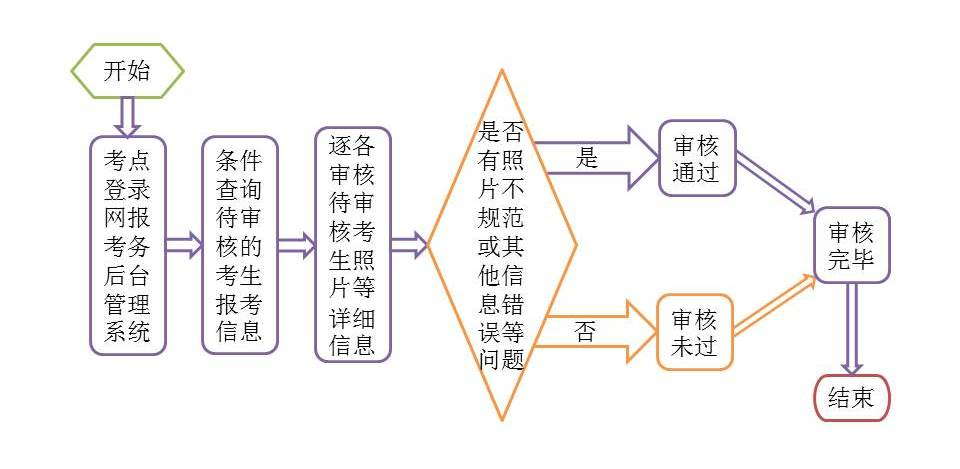 开始
考点
登录
网报
考务
后台
管理
系统
条件
查询
待审
核的
考生
报考
信息
逐各
审核
待审
核考
生照
片等
详细
信息
是否
有照
片不
规范
或其
他信
息错
误等
问题
是
审核
通过
否
审核
未过
审核
完毕
结束